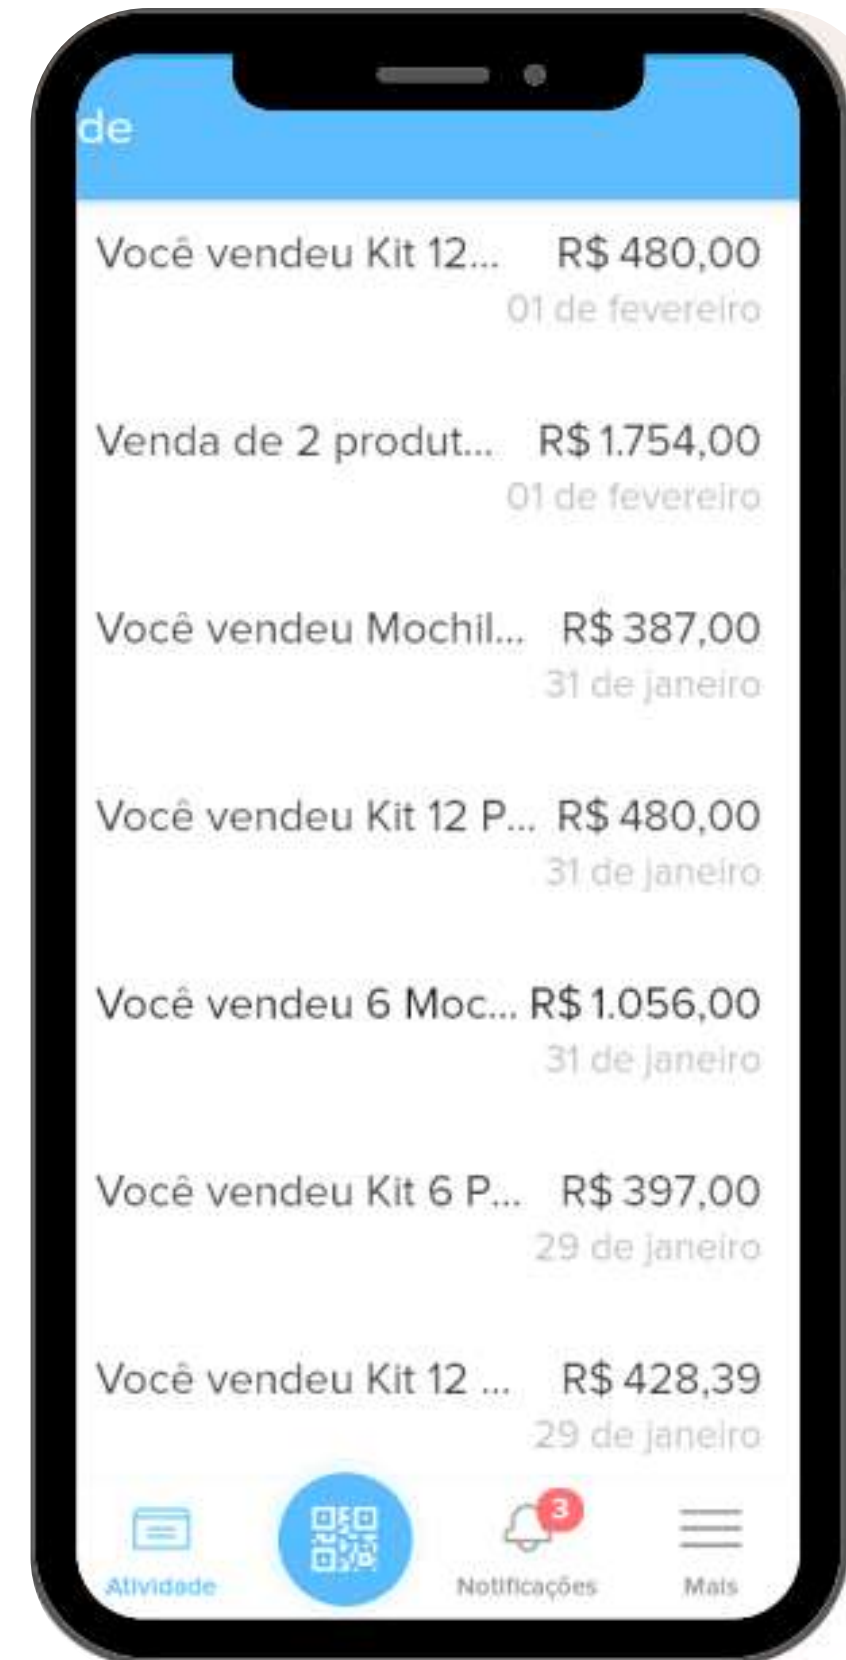 de
Você vendeu Kit 12... R$ 480,00
01 de fevereiro
Venda de 2 produt... R$ 1.754,00
01 de fevereiro
Você vendeu Mochil... R$ 387,00
31 de janeiro
Você vendeu Kit 12 P... R$ 480,00
31 de janeiro
Você vendeu 6 Moc... R$ 1.056,00
31 de janeiro
Você vendeu Kit 6 P... R$ 397,00
29 de janeiro
Você vendeu Kit 12 ... R$ 428,39
29 de janeiro
3
Atividade Notificações Mais